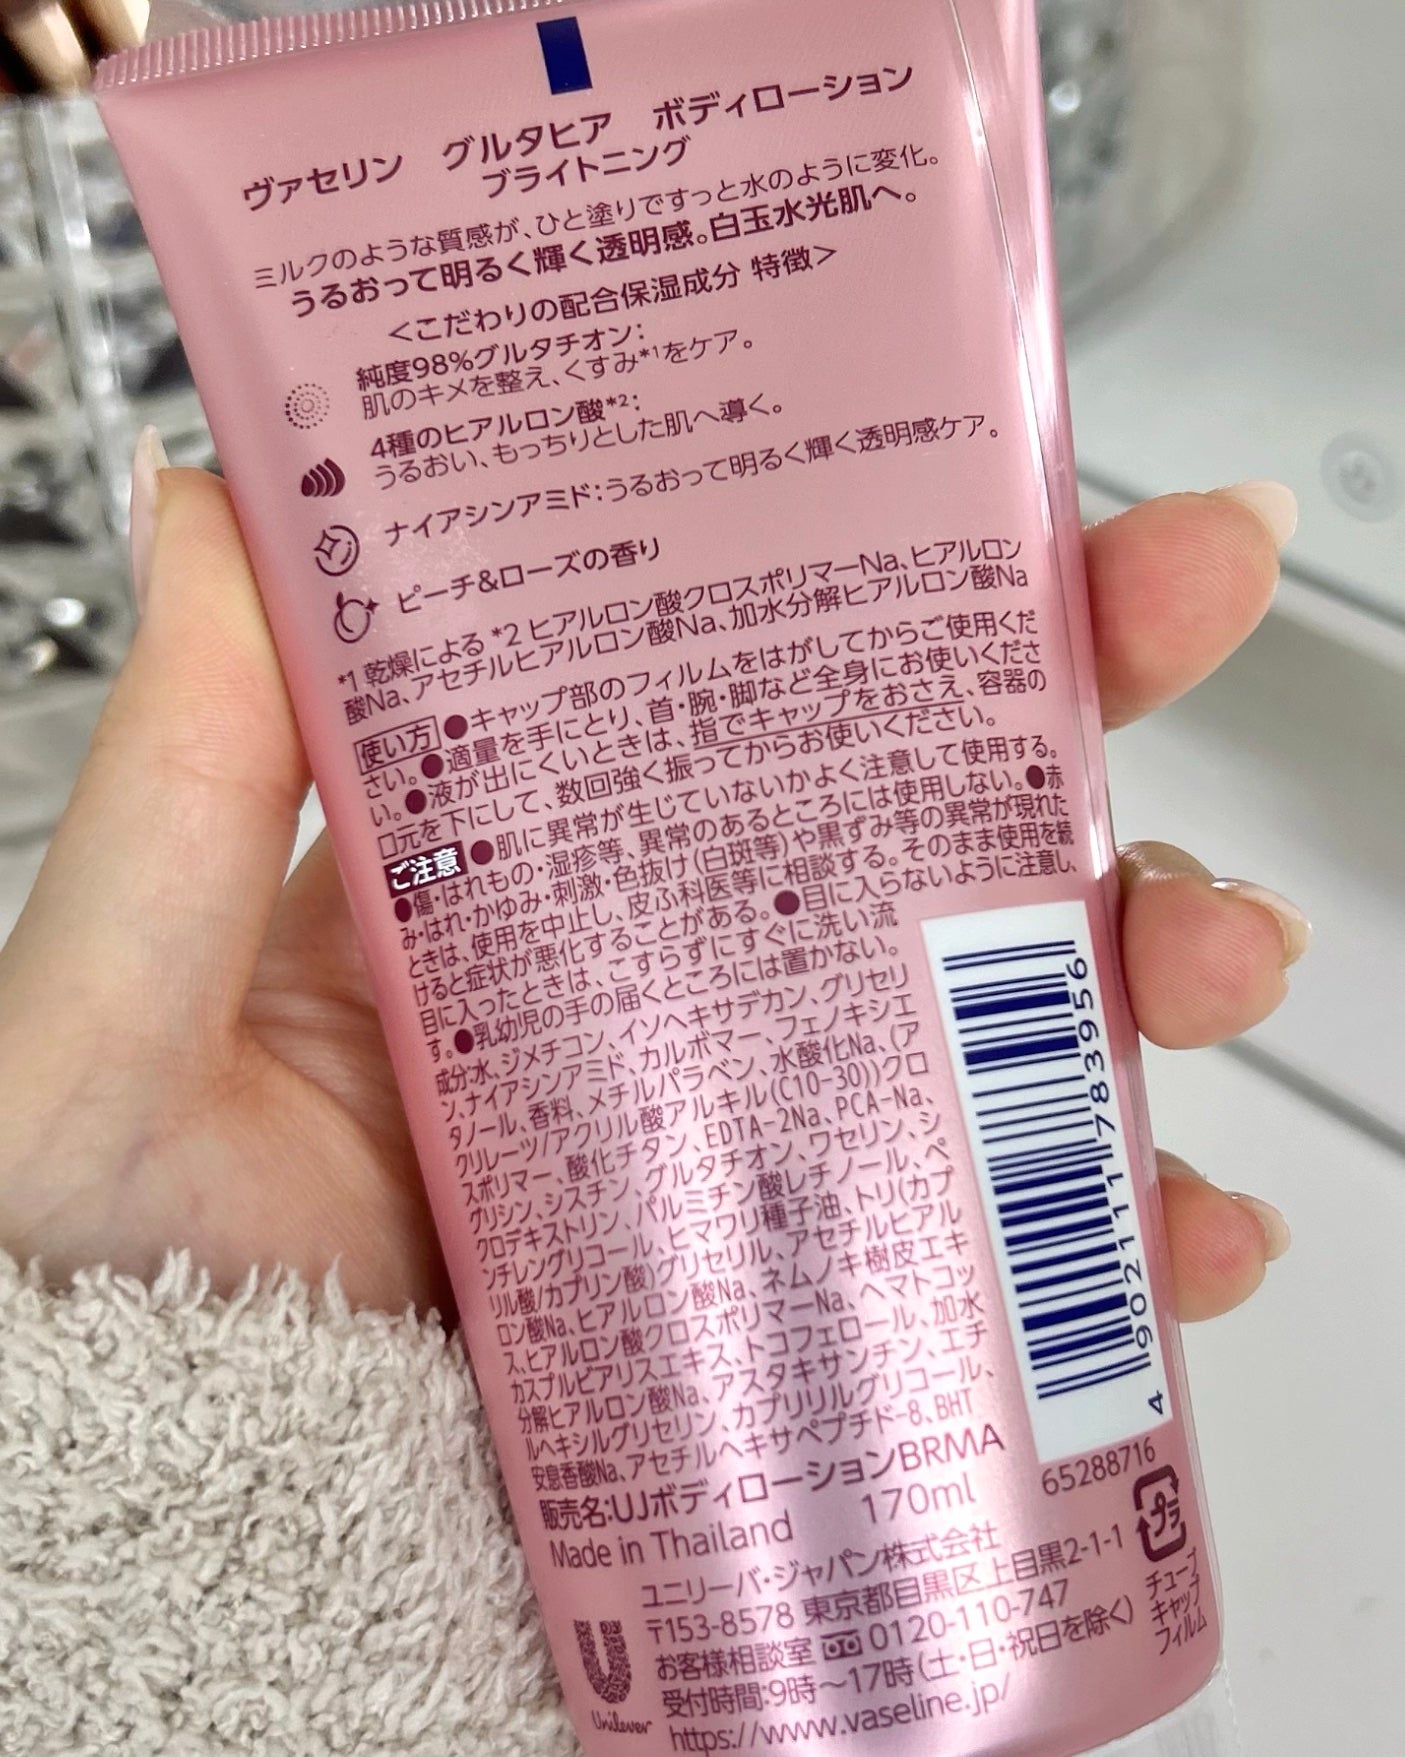 ヴァセリン　グルタヒア　ボディローション
ブライトニング
ミルクのような質感が、ひと塗りですっと水のように変化。
うるおって明るく輝く透明感。白玉水光肌へ。
＜こだわりの配合保湿成分 特徴＞
純度98%グルタチオン：
肌のキメを整え、くすみ*1をケア。
4種のヒアルロン酸*2：
うるおい、もっちりとした肌へ導く。
ナイアシンアミド：うるおって明るく輝く透明感ケア。
ピーチ&ローズの香り
*1 乾燥による *2 ヒアルロン酸クロスポリマーNa、ヒアルロン
酸Na、アセチルヒアルロン酸Na、加水分解ヒアルロン酸Na
使い方 ●キャップ部のフィルムをはがしてからご使用くだ
さい。●適量を手にとり、首・腕・脚など全身にお使いくださ
い。●液が出にくいときは、指でキャップをおさえ、容器の
口元を下にして、数回強く振ってからお使いください。
ご注意 ●肌に異常が生じていないかよく注意して使用する。
●傷・はれもの・湿疹等、異常のあるところには使用しない。●赤
み・はれ・かゆみ・刺激・色抜け(白斑等)や黒ずみ等の異常が現れた
ときは、使用を中止し、皮ふ科医等に相談する。そのまま使用を続
けると症状が悪化することがある。●目に入らないように注意し、
目に入ったときは、こすらずにすぐに洗い流
す。●乳幼児の手の届くところには置かない。
成分:水、ジメチコン、イソヘキサデカン、グリセリ
ン、ナイアシンアミド、カルボマー、フェノキシエ
タノール、香料、メチルパラベン、水酸化Na、(ア
クリレーツ/アクリル酸アルキル(C10-30))クロ
スポリマー、酸化チタン、EDTA-2Na、PCA-Na、
グリシン、シスチン、グルタチオン、ワセリン、シ
クロデキストリン、パルミチン酸レチノール、ペ
ンチレングリコール、ヒマワリ種子油、トリ(カプ
リル酸/カプリン酸)グリセリル、アセチルヒアル
ロン酸Na、ヒアルロン酸Na、ネムノキ樹皮エキ
ス、ヒアルロン酸クロスポリマーNa、ヘマトコッ
カスプルビアリスエキス、トコフェロール、加水
分解ヒアルロン酸Na、アスタキサンチン、エチ
ルヘキシルグリセリン、カプリリルグリコール、
安息香酸Na、アセチルヘキサペプチド-8、BHT
販売名:UJボディローションBRMA
Made in Thailand　170ml
ユニリーバ・ジャパン株式会社
〒153-8578 東京都目黒区上目黒2-1-1
お客様相談室 0120-110-747
受付時間:9時〜17時(土・日・祝日を除く)
https://www.vaseline.jp/
Unilever
4 902111 783956
65288716
プラ
チューブ
キャップ
フィルム